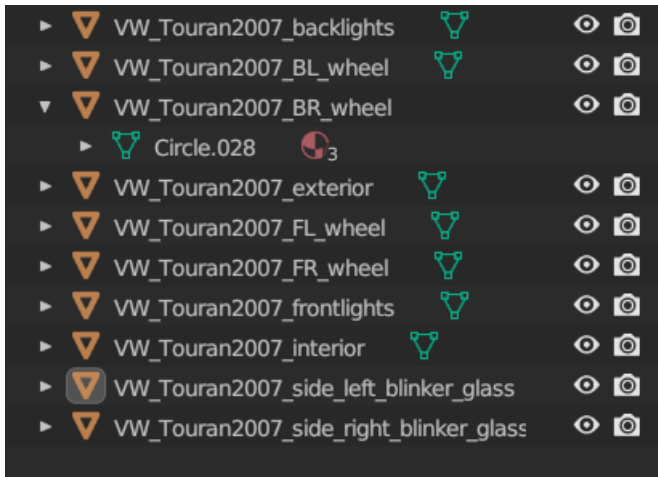 VW_Touran2007_backlights
VW_Touran2007_BL_wheel
VW_Touran2007_BR_wheel
Circle.028 3
VW_Touran2007_exterior
VW_Touran2007_FL_wheel
VW_Touran2007_FR_wheel
VW_Touran2007_frontlights
VW_Touran2007_interior
VW_Touran2007_side_left_blinker_glass
VW_Touran2007_side_right_blinker_glass